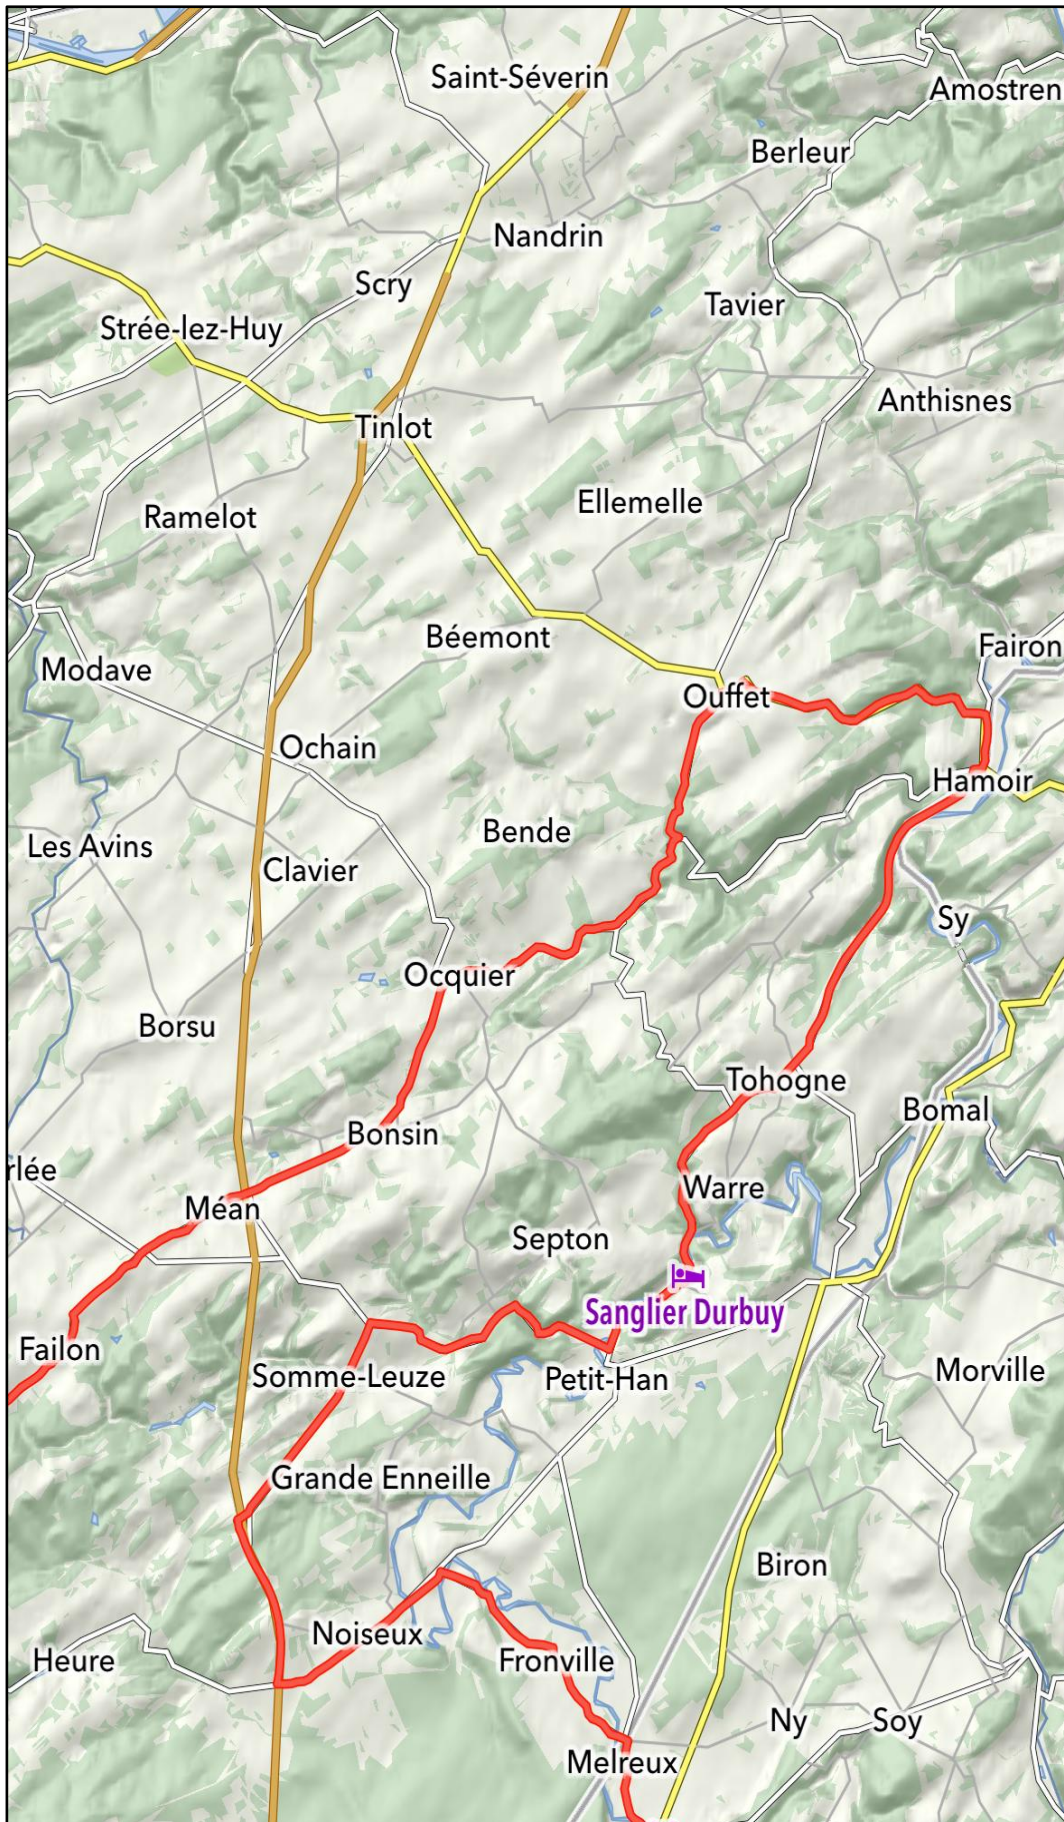 Saint-Séverin
Amostren
Berleur
Nandrin
Scry
Tavier
Strée-lez-Huy
Anthisnes
Tinlot
Ellemelle
Ramelot
Béemont
Fairon
Modave
Ouffet
Ochain
Hamoir
Bende
Les Avins
Clavier
Sy
Ocquier
Borsu
Tohogne
Bomal
Bonsin
rlée
Warre
Méan
Septon
Sanglier Durbuy
Failon
Somme-Leuze
Petit-Han
Morville
Grande Enneille
Biron
Noiseux
Heure
Fronville
Ny
Soy
Melreux